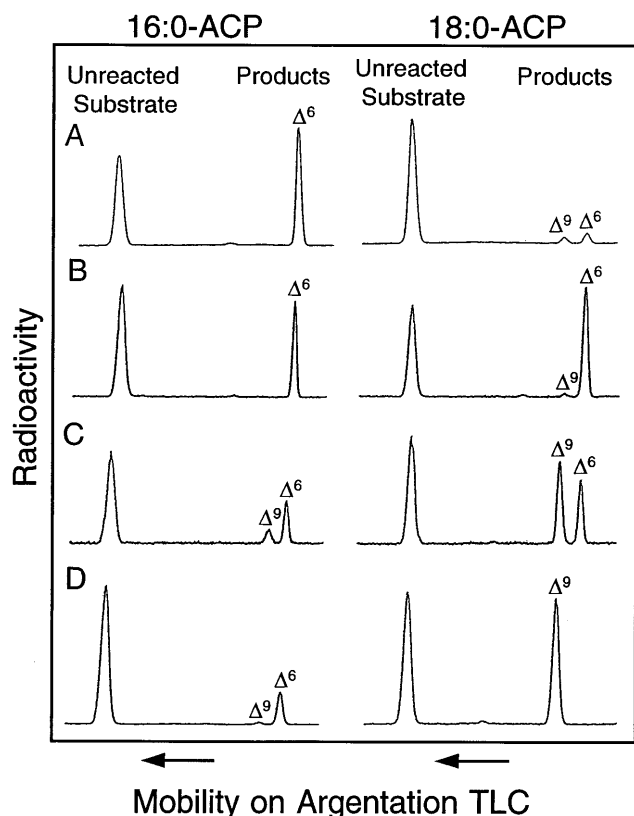 16:0-ACP 18:0-ACP
Unreacted Substrate Products Unreacted Substrate Products
A Δ⁶ Δ⁹ Δ⁶
B Δ⁶ Δ⁹ Δ⁶
C Δ⁹ Δ⁶ Δ⁹ Δ⁶
D Δ⁹ Δ⁶ Δ⁹
Radioactivity
Mobility on Argentation TLC